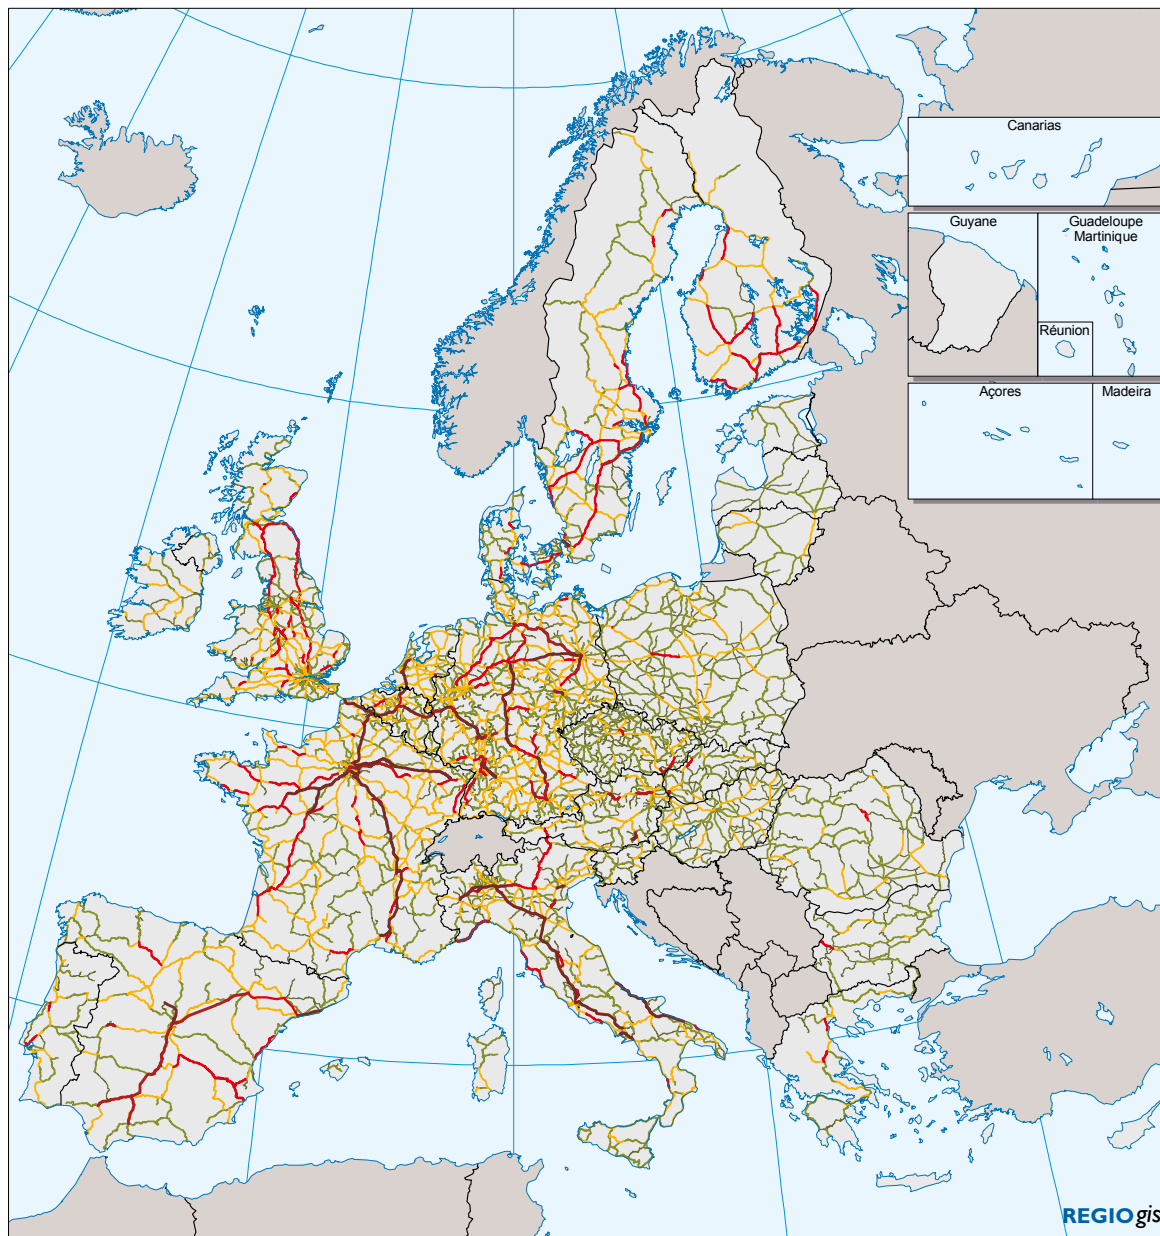 Canarias
Guyane
Guadeloupe
Martinique
Réunion
Açores
Madeira
REGIOgis